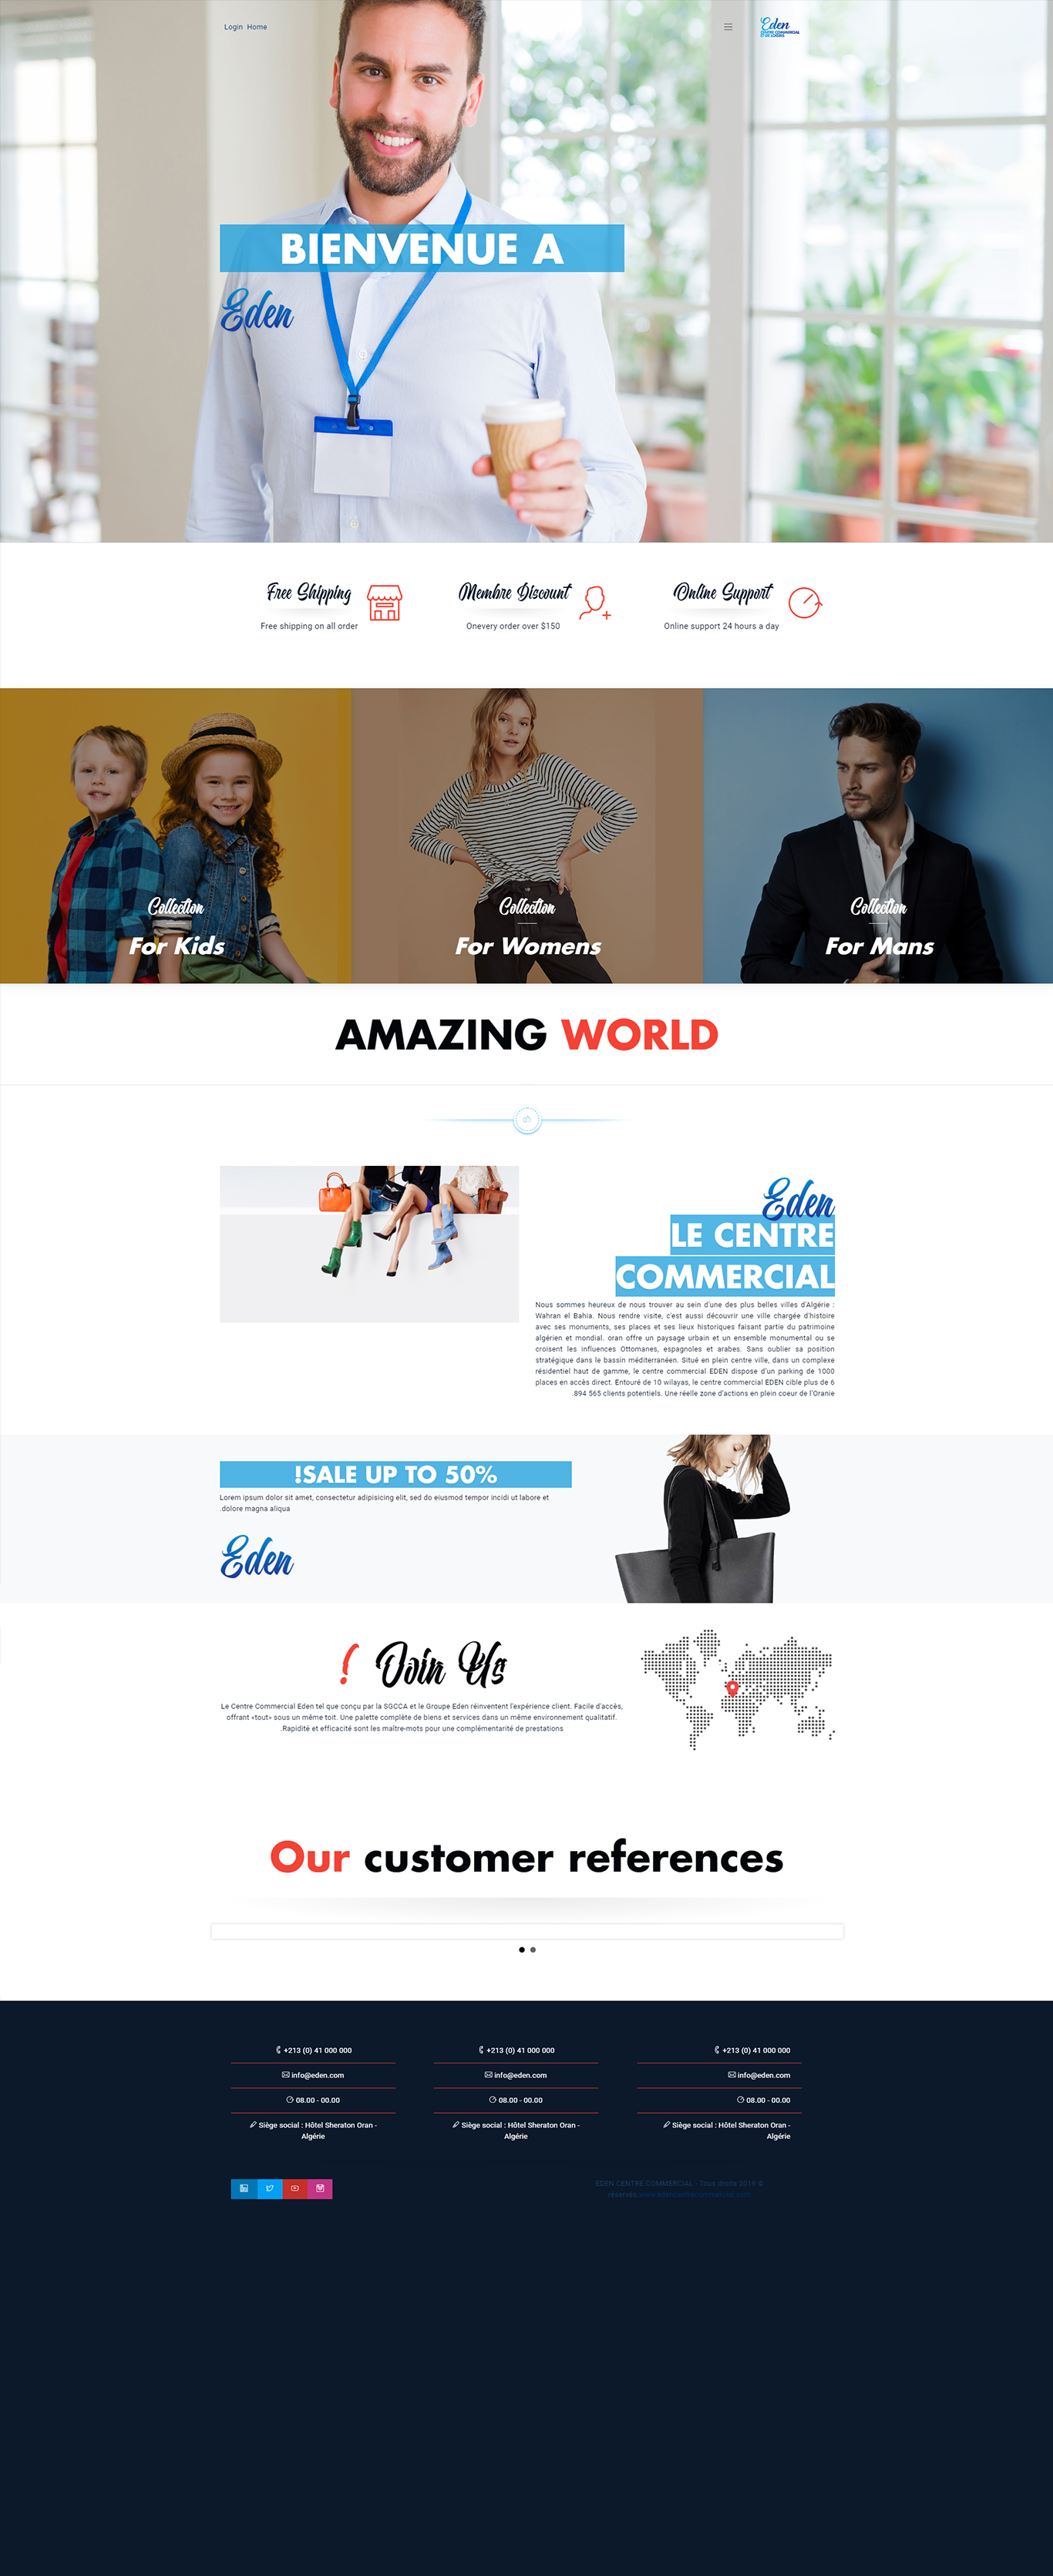 Login Home
Eden
CENTRE COMMERCIAL
ET DE LOISIRS
BIENVENUE A
Eden
Free Shipping
Free shipping on all order
Membre Discount
Onevery order over $150
Online Support
Online support 24 hours a day
Collection
For Kids
Collection
For Womens
Collection
For Mans
AMAZING WORLD
Eden
LE CENTRE
COMMERCIAL
Nous sommes heureux de nous trouver au sein d'une des plus belles villes d'Algérie :
Wahran el Bahia. Nous rendre visite, c'est aussi découvrir une ville chargée d'histoire
avec ses monuments, ses places et ses lieux historiques faisant partie du patrimoine
algérien et mondial. oran offre un paysage urbain et un ensemble monumental ou se
croisent les influences Ottomanes, espagnoles et arabes. Sans oublier sa position
stratégique dans le bassin méditerranéen. Situé en plein centre ville, dans un complexe
résidentiel haut de gamme, le centre commercial EDEN dispose d'un parking de 1000
places en accès direct. Entouré de 10 wilayas, le centre commercial EDEN cible plus de 6
.894 565 clients potentiels. Une réelle zone d'actions en plein coeur de l'Oranie
!SALE UP TO 50%
Lorem ipsum dolor sit amet, consectetur adipisicing elit, sed do eiusmod tempor incidi ut labore et
.dolore magna aliqua
Eden
! Join Us
Le Centre Commercial Eden tel que conçu par la SGCCA et le Groupe Eden réinventent l'expérience client. Facile d'accès,
offrant «tout» sous un même toit. Une palette complète de biens et services dans un même environnement qualitatif.
.Rapidité et efficacité sont les maître-mots pour une complémentarité de prestations
Our customer references
+213 (0) 41 000 000
info@eden.com
08.00 - 00.00
Siège social : Hôtel Sheraton Oran -
Algérie
+213 (0) 41 000 000
info@eden.com
08.00 - 00.00
Siège social : Hôtel Sheraton Oran -
Algérie
+213 (0) 41 000 000
info@eden.com
08.00 - 00.00
Siège social : Hôtel Sheraton Oran -
Algérie
EDEN CENTRE COMMERCIAL - Tous droits 2019 ©
réservés